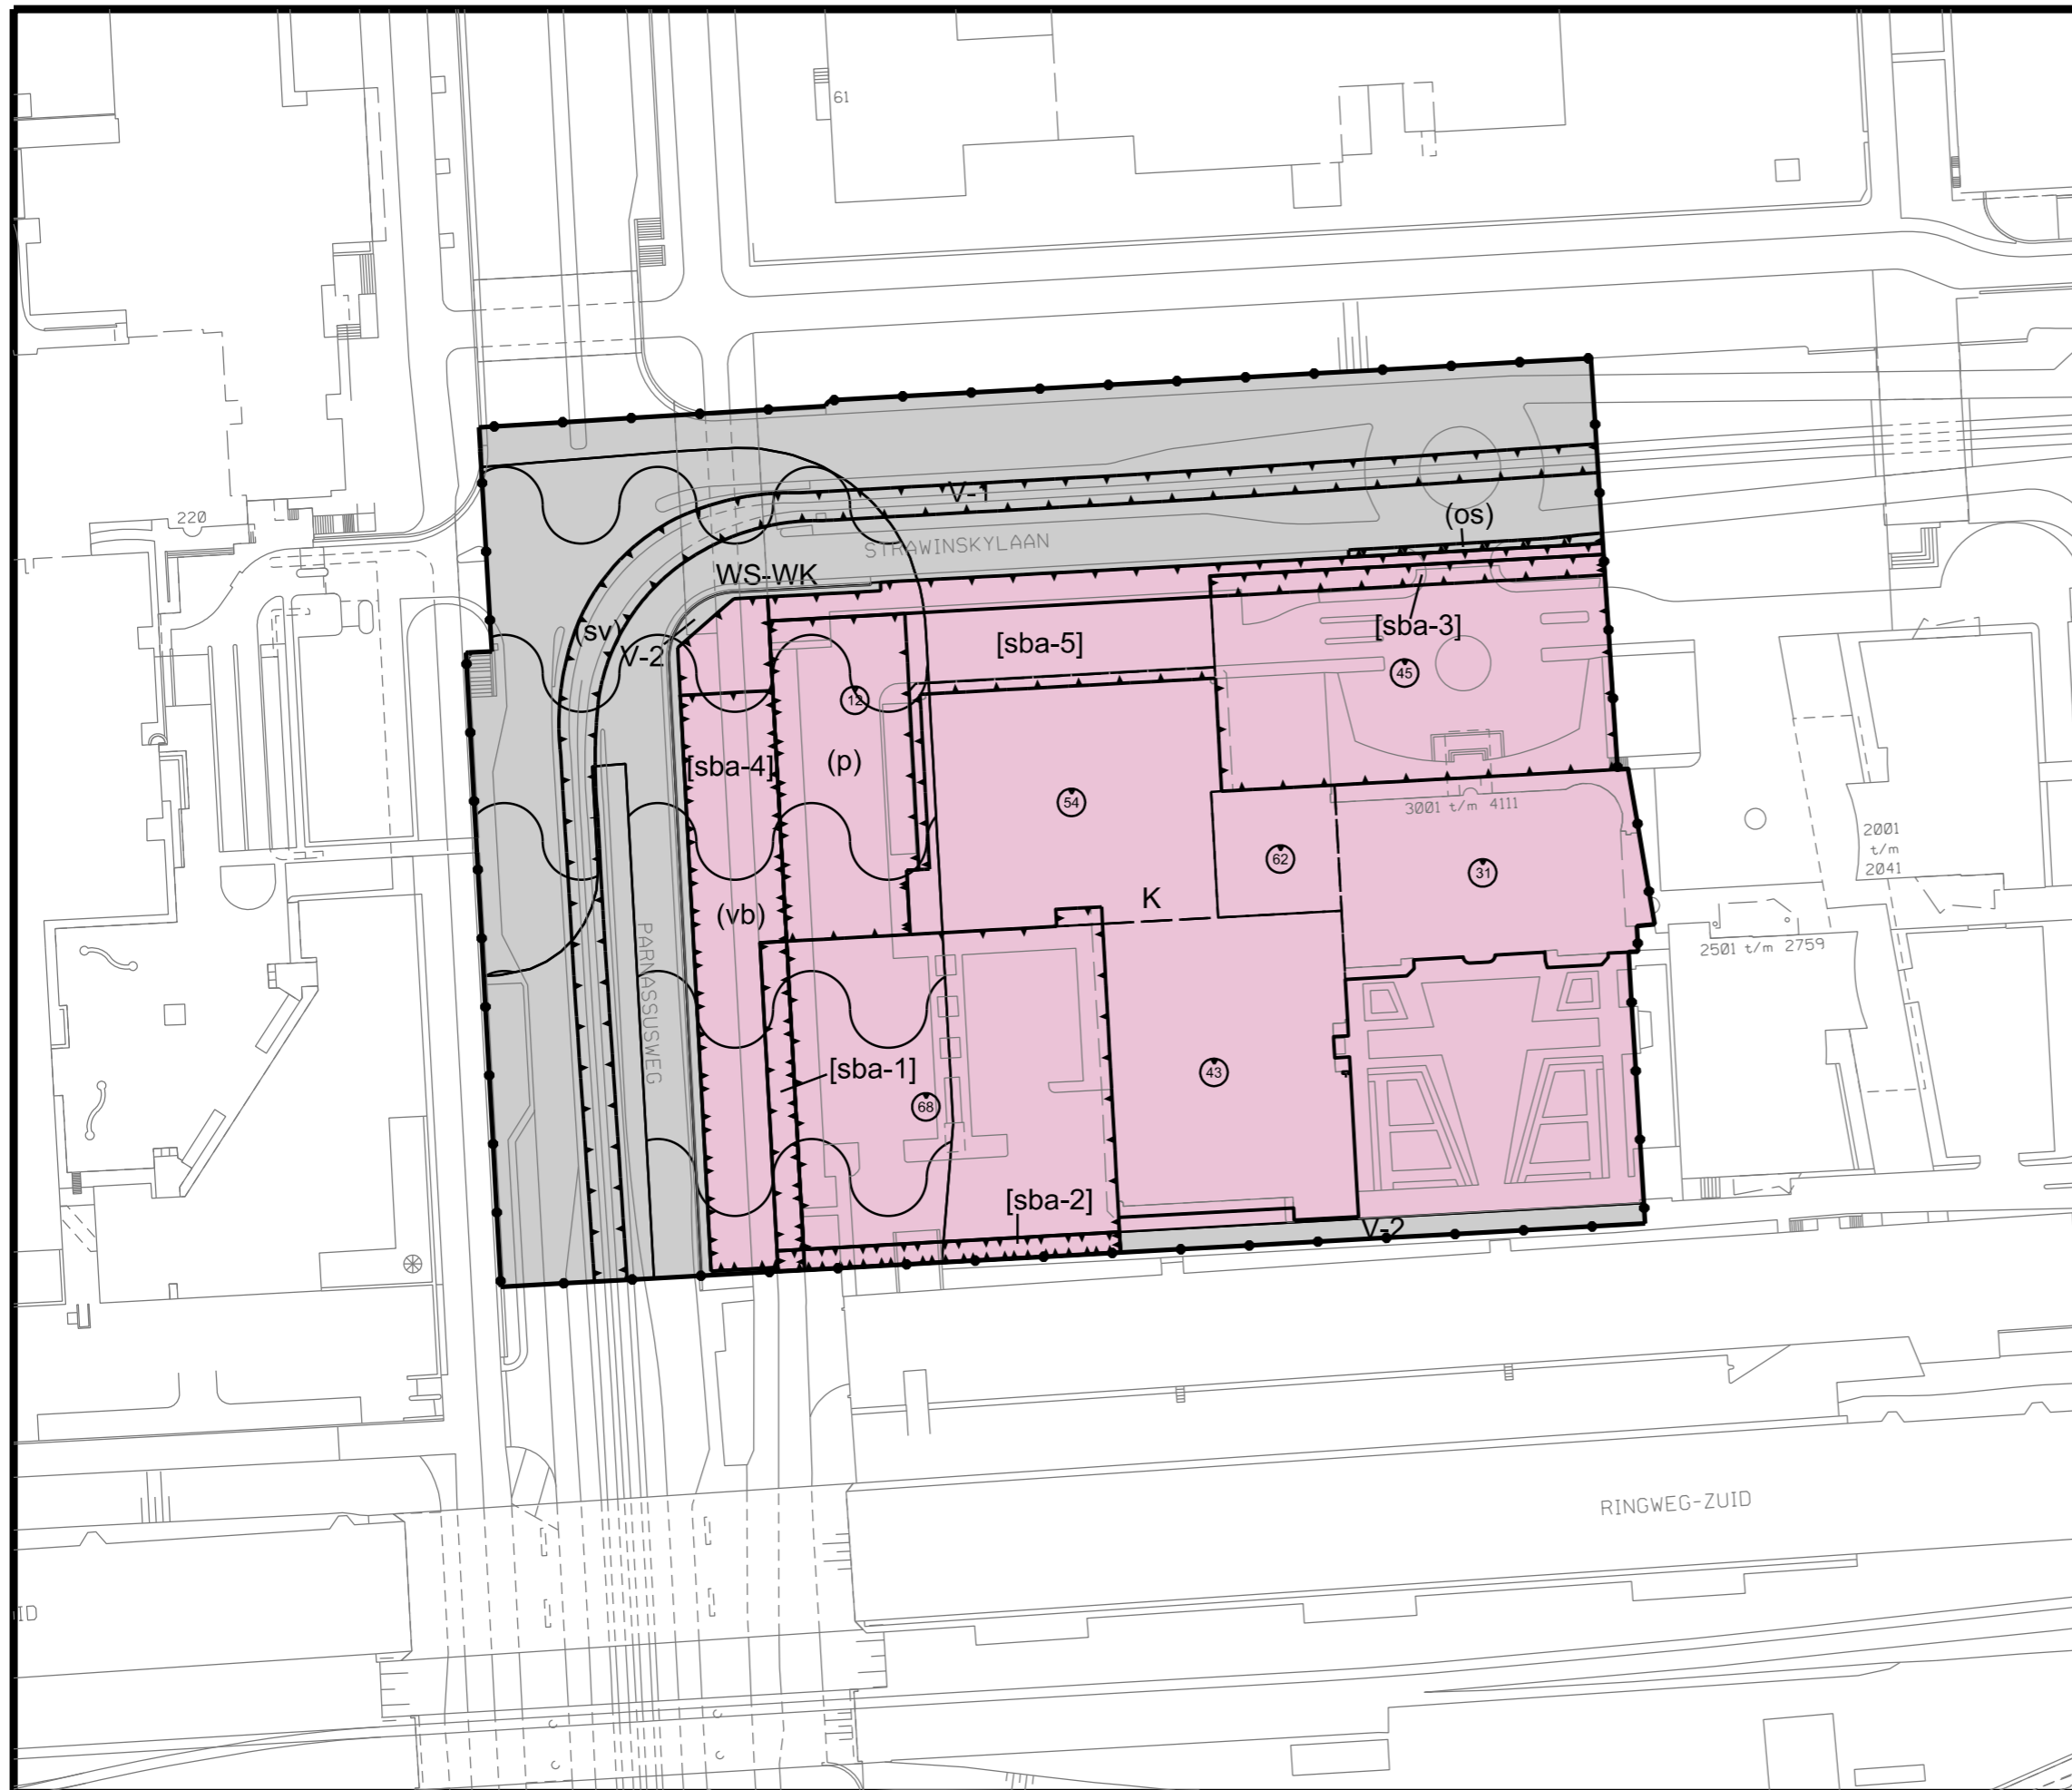 61
220
V-1
(os)
STRAWINSKYLAAN
WS-WK
(sv)
V-2
[sba-5]
[sba-3]
12
45
[sba-4]
(p)
54
3001 t/m 4111
62
31
2001
t/m
2041
K
(vb)
2501 t/m 2759
PARNASSUSWEG
[sba-1]
43
68
[sba-2]
V-2
RINGWEG-ZUID
ID